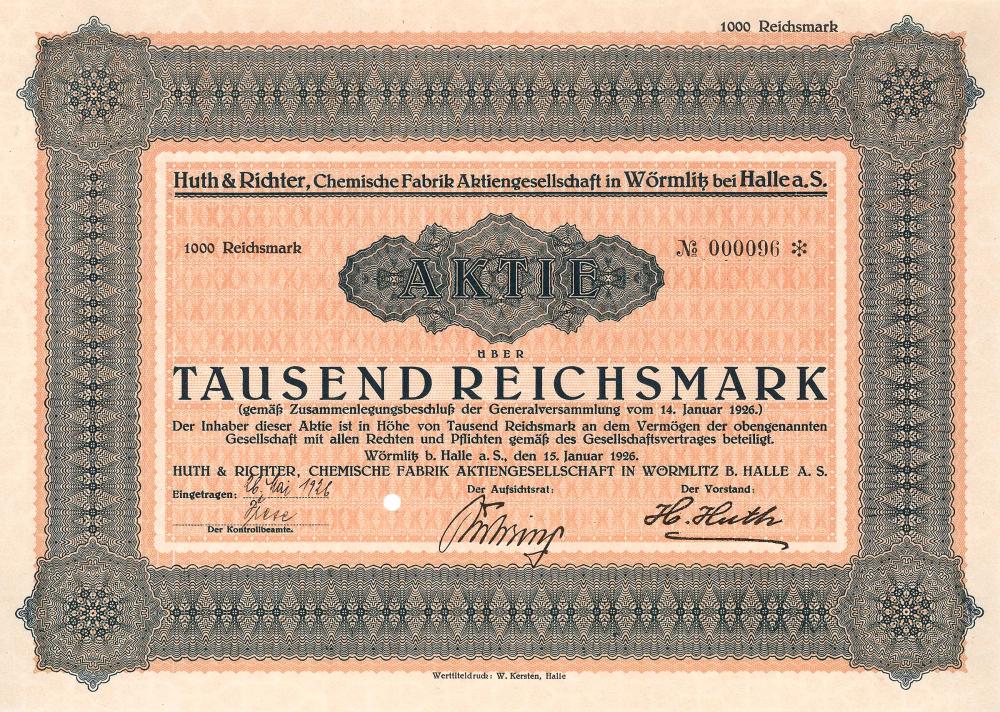 1000 Reichsmark
Huth & Richter, Chemische Fabrik Aktiengesellschaft in Wörmlitz bei Halle a. S.
1000 Reichsmark
№ 000096 ✻
AKTIE
ÜBER
TAUSEND REICHSMARK
(gemäß Zusammenlegungsbeschluß der Generalversammlung vom 14. Januar 1926.)
Der Inhaber dieser Aktie ist in Höhe von Tausend Reichsmark an dem Vermögen der obengenannten
Gesellschaft mit allen Rechten und Pflichten gemäß des Gesellschaftsvertrages beteiligt.
Wörmlitz b. Halle a. S., den 15. Januar 1926.
HUTH & RICHTER, CHEMISCHE FABRIK AKTIENGESELLSCHAFT IN WÖRMLITZ B. HALLE A. S.
Eingetragen: 26. Mai 1926
Der Aufsichtsrat:
Der Vorstand:
H. Huth
Der Kontrollbeamte.
Werttiteldruck: W. Kersten, Halle